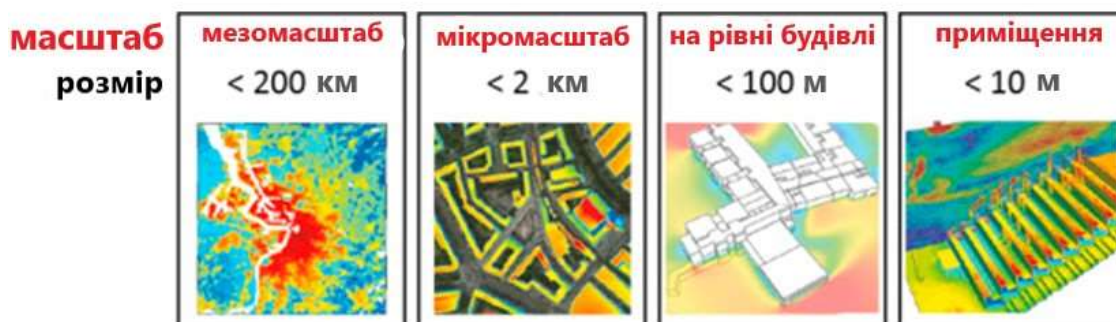 масштаб
розмір
мезомасштаб
< 200 км
мікромасштаб
< 2 км
на рівні будівлі
< 100 м
приміщення
< 10 м